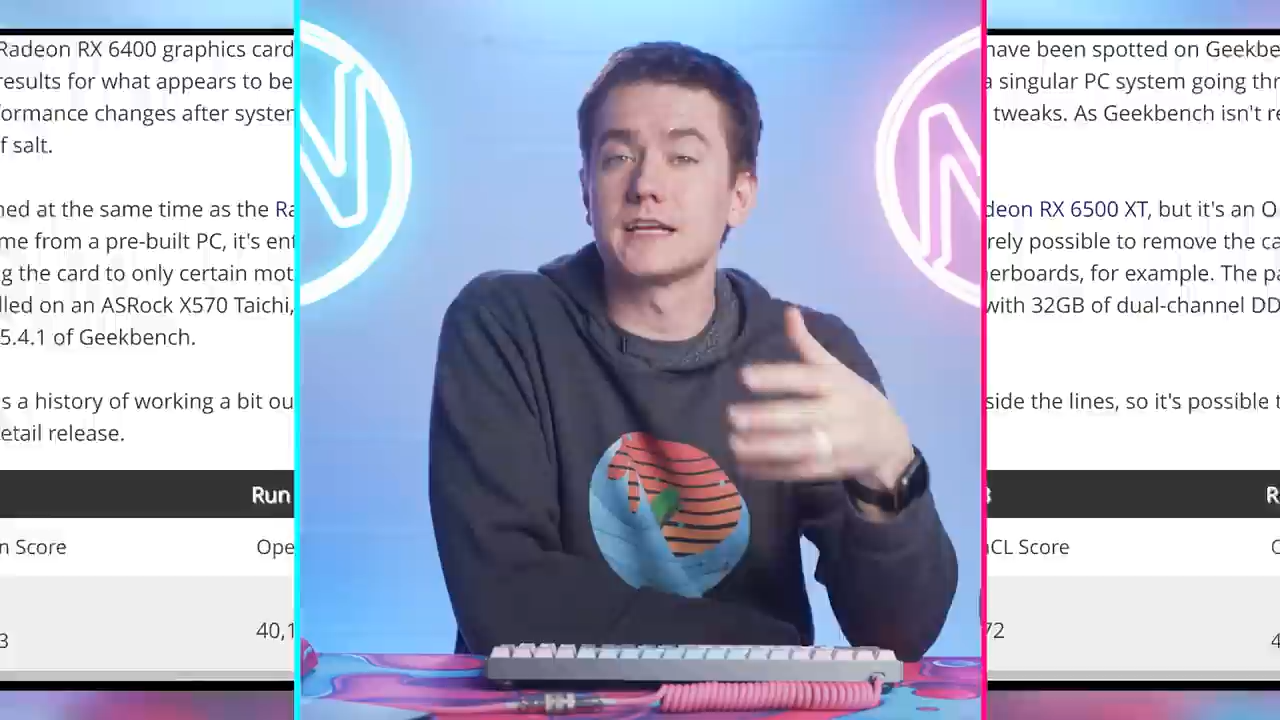 Radeon RX 6400 graphics card have been spotted on Geekbe
results for what appears to be a singular PC system going thr
formance changes after system tweaks. As Geekbench isn't re
f salt.
ned at the same time as the Ra deon RX 6500 XT, but it's an O
me from a pre-built PC, it's ent rely possible to remove the ca
g the card to only certain mot erboards, for example. The pa
lled on an ASRock X570 Taichi, with 32GB of dual-channel DD
5.4.1 of Geekbench.
s a history of working a bit ou side the lines, so it's possible t
etail release.
Run 3 R
n Score Ope nCL Score
3 40,1 72 4
N N